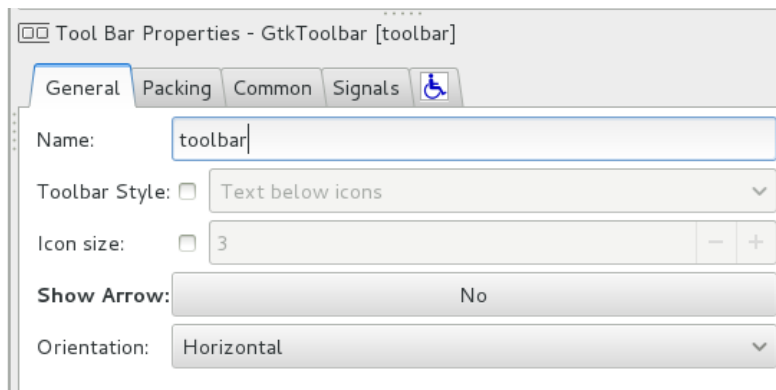 Tool Bar Properties - GtkToolbar [toolbar]
General Packing Common Signals
Name: toolbar
Toolbar Style: Text below icons
Icon size: 3
Show Arrow: No
Orientation: Horizontal